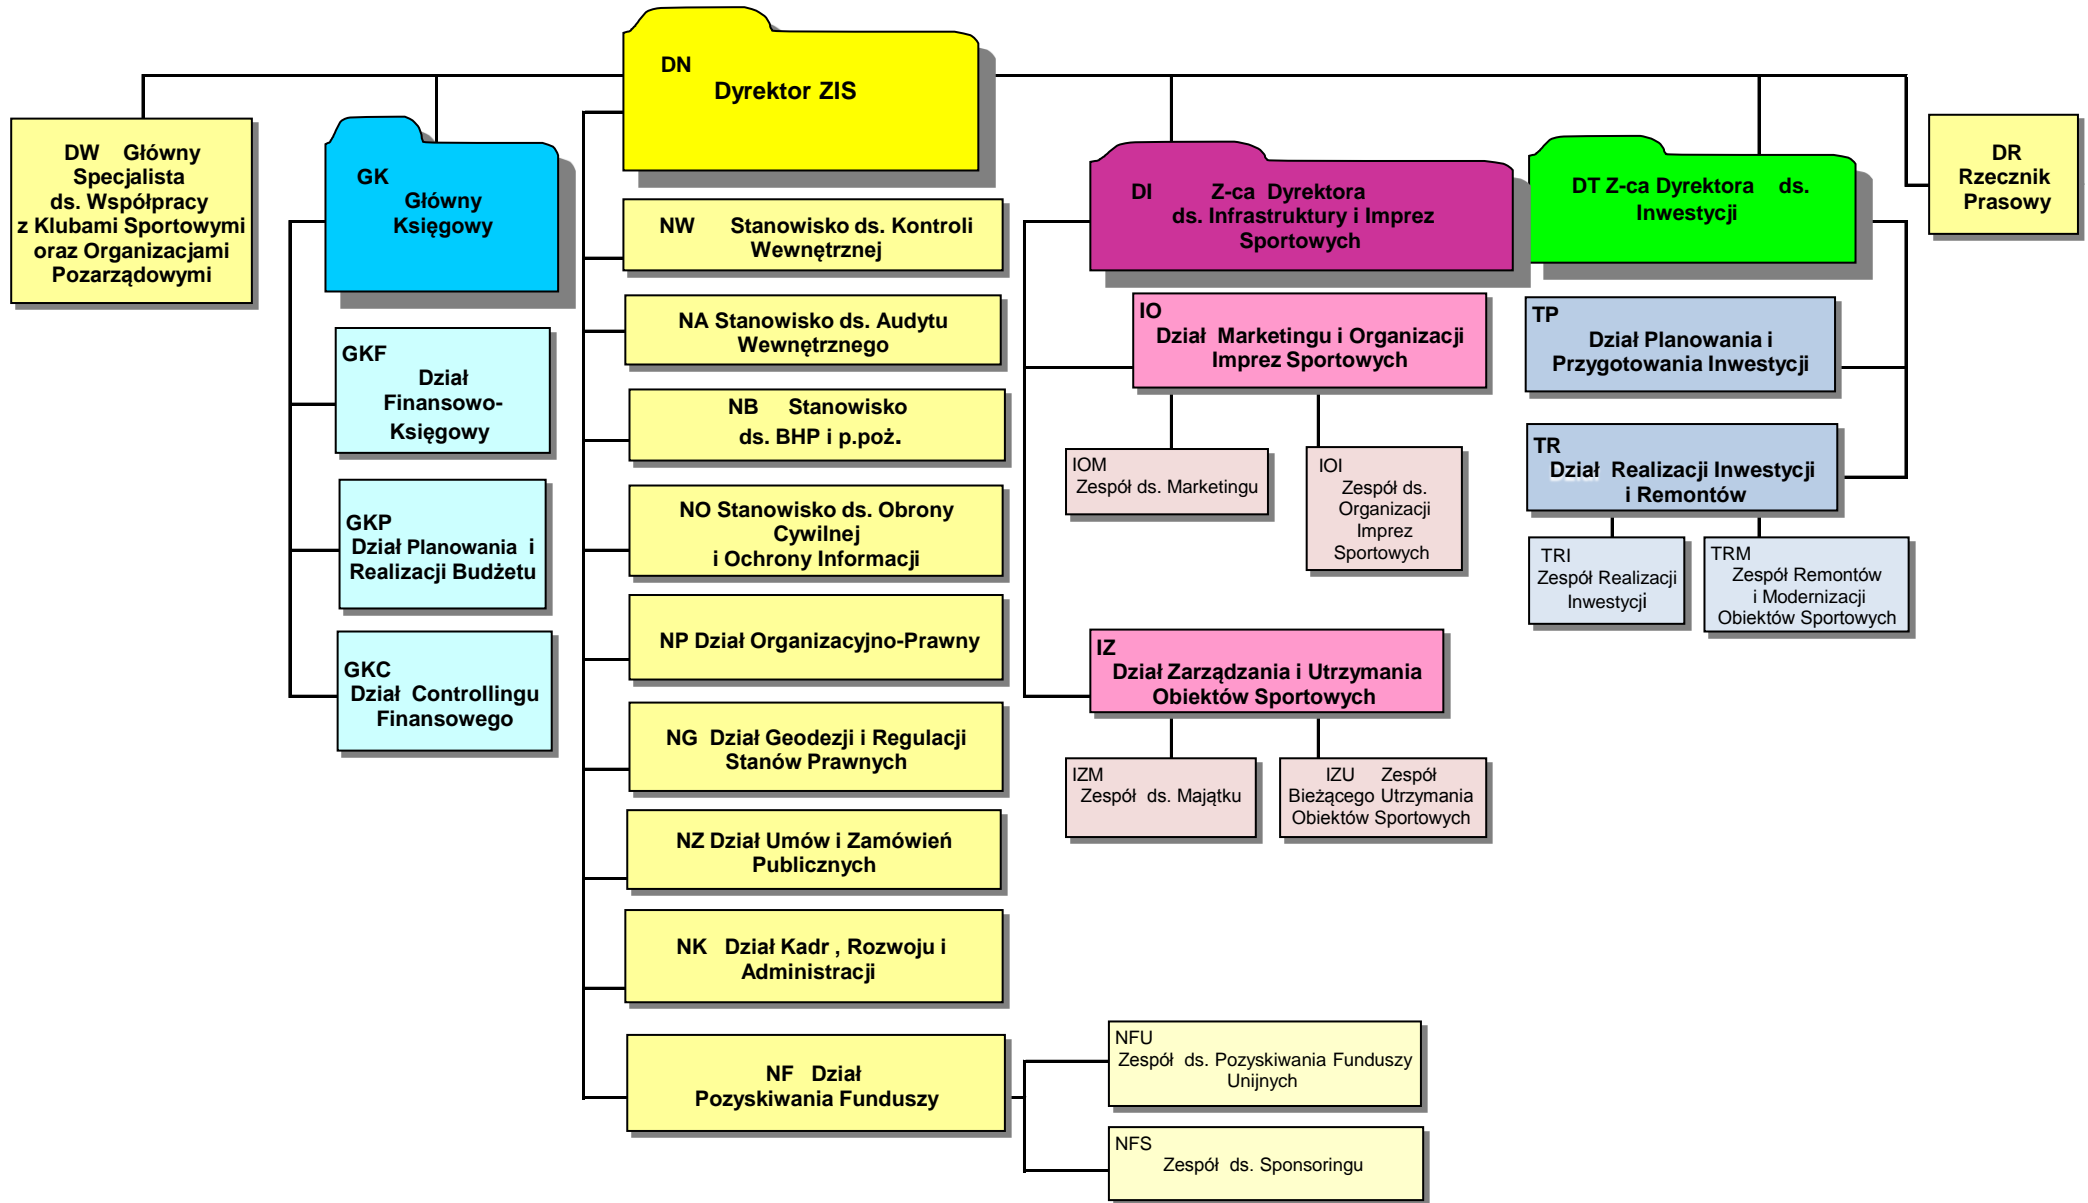 DN
Dyrektor ZIS
DW Główny
Specjalista
ds. Współpracy
z Klubami Sportowymi
oraz Organizacjami
Pozarządowymi
GK
Główny
Księgowy
DI Z-ca Dyrektora
ds. Infrastruktury i Imprez
Sportowych
DT Z-ca Dyrektora ds.
Inwestycji
DR
Rzecznik
Prasowy
GKF
Dział
Finansowo-
Księgowy
GKP
Dział Planowania i
Realizacji Budżetu
GKC
Dział Controllingu
Finansowego
NW Stanowisko ds. Kontroli
Wewnętrznej
NA Stanowisko ds. Audytu
Wewnętrznego
NB Stanowisko
ds. BHP i p.poż.
NO Stanowisko ds. Obrony
Cywilnej
i Ochrony Informacji
NP Dział Organizacyjno-Prawny
NG Dział Geodezji i Regulacji
Stanów Prawnych
NZ Dział Umów i Zamówień
Publicznych
NK Dział Kadr , Rozwoju i
Administracji
NF Dział
Pozyskiwania Funduszy
NFU
Zespół ds. Pozyskiwania Funduszy
Unijnych
NFS
Zespół ds. Sponsoringu
IO
Dział Marketingu i Organizacji
Imprez Sportowych
IOM
Zespół ds. Marketingu
IOI
Zespół ds.
Organizacji
Imprez
Sportowych
IZ
Dział Zarządzania i Utrzymania
Obiektów Sportowych
IZM
Zespół ds. Majątku
IZU Zespół
Bieżącego Utrzymania
Obiektów Sportowych
TP
Dział Planowania i
Przygotowania Inwestycji
TR
Dział Realizacji Inwestycji
i Remontów
TRI
Zespół Realizacji
Inwestycji
TRM
Zespół Remontów
i Modernizacji
Obiektów Sportowych